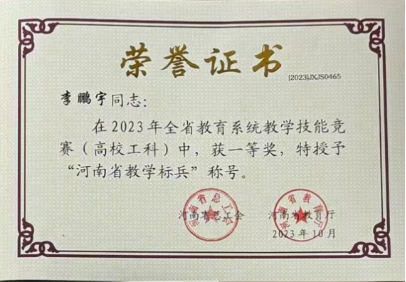 荣誉证书
[2023]JXJS0465
李鹏宇同志：
在2023年全省教育系统教学技能竞
赛（高校工科）中，获一等奖，特授予
“河南省教学标兵”称号。
河南省总工会 河南省教育厅
2023年10月